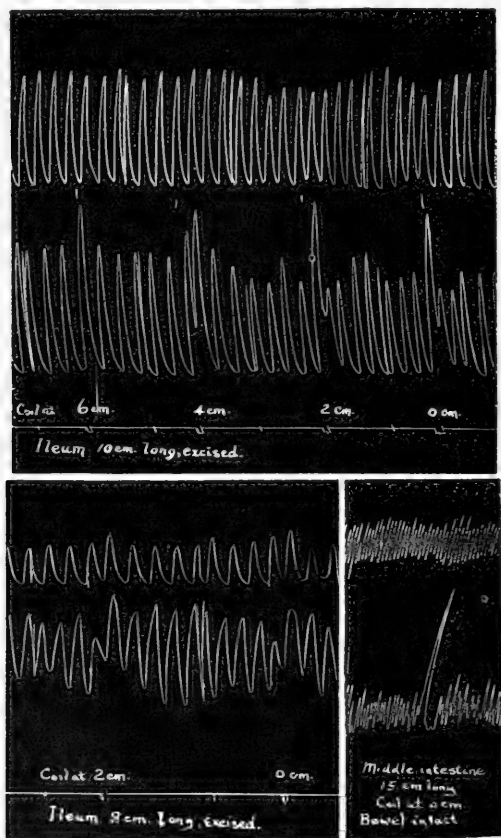 Coil at 6 cm. 4 cm. 2 cm. 0 cm.
Ileum 10 cm. long, excised.
Coil at 2 cm. 0 cm.
Ileum 8 cm. long, excised.
Middle intestine
15 cm long
Coil at 0 cm
Bowel intact